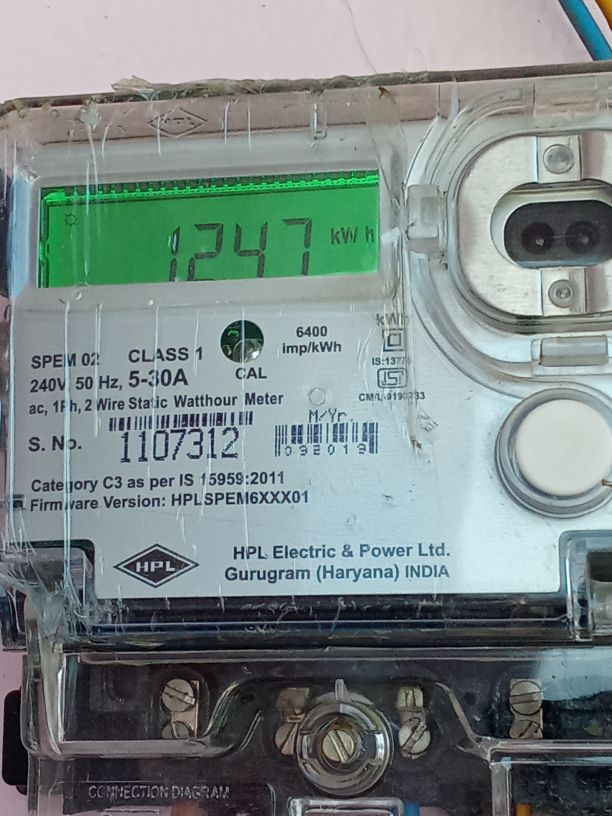 1247 kWh
SPEM 02 CLASS 1
6400
imp/kWh
kWh
240V, 50 Hz, 5-30A
CAL
ac, 1Ph, 2 Wire Static Watthour Meter
M/Yr.
S. No. 1107312
092019
Category C3 as per IS 15959:2011
Firmware Version: HPLSPEM6XXX01
HPL
HPL Electric & Power Ltd.
Gurugram (Haryana) INDIA
CONNECTION DIAGRAM